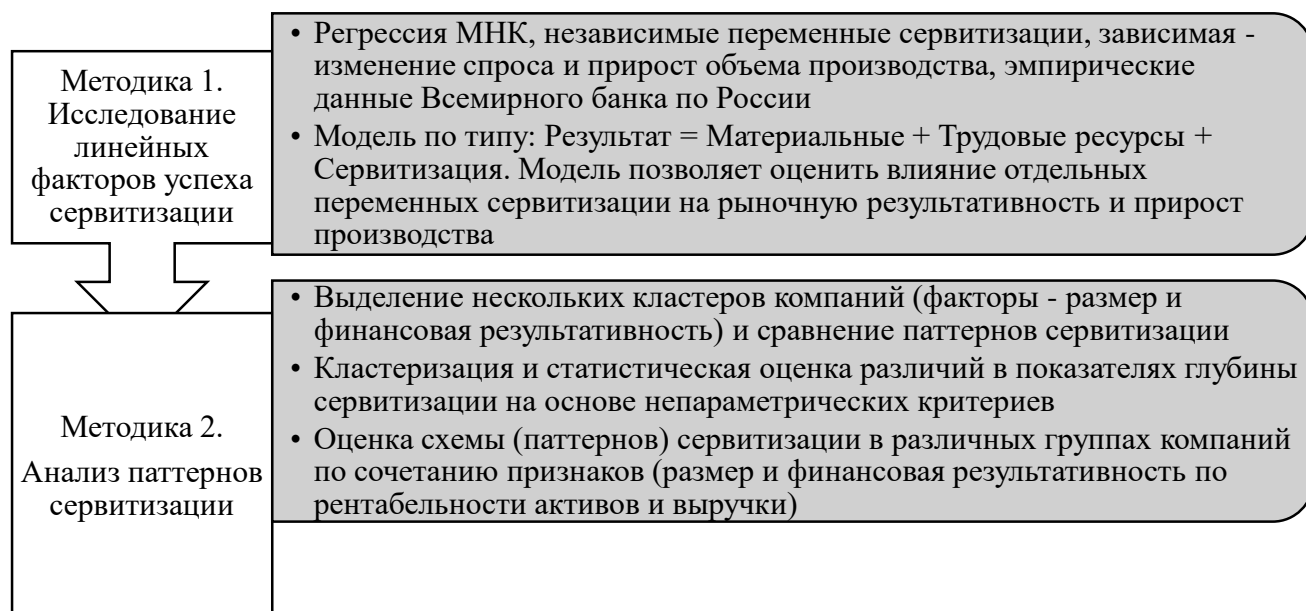 Методика 1.
Исследование
линейных
факторов успеха
сервитизации
• Регрессия МНК, независимые переменные сервитизации, зависимая -
изменение спроса и прирост объема производства, эмпирические
данные Всемирного банка по России
• Модель по типу: Результат = Материальные + Трудовые ресурсы +
Сервитизация. Модель позволяет оценить влияние отдельных
переменных сервитизации на рыночную результативность и прирост
производства
Методика 2.
Анализ паттернов
сервитизации
• Выделение нескольких кластеров компаний (факторы - размер и
финансовая результативность) и сравнение паттернов сервитизации
• Кластеризация и статистическая оценка различий в показателях глубины
сервитизации на основе непараметрических критериев
• Оценка схемы (паттернов) сервитизации в различных группах компаний
по сочетанию признаков (размер и финансовая результативность по
рентабельности активов и выручки)